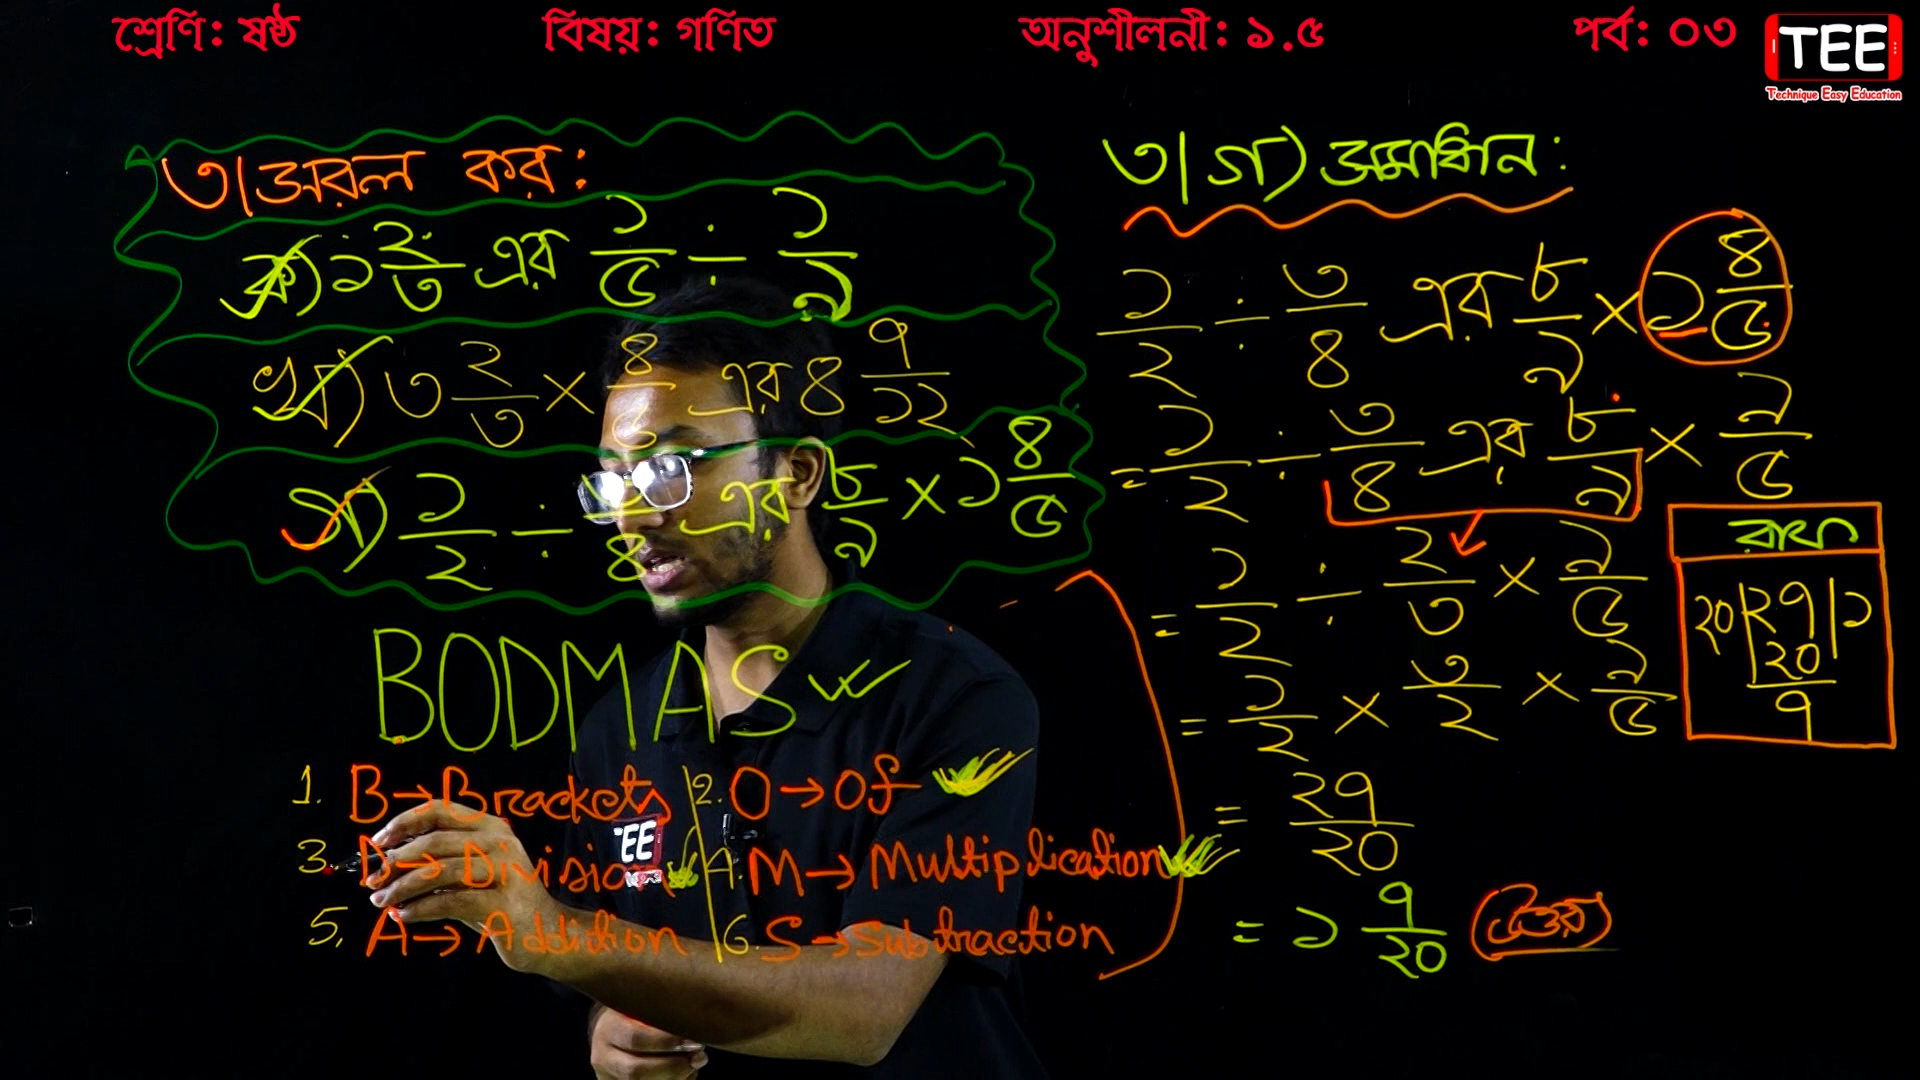 শ্রেণি: ষষ্ঠ বিষয়: গণিত অনুশীলনী: ১.৫ পর্ব: ০৩
TEE
Technique Easy Education
৩। সরল কর:
ক) ১ ২/৩ এর ১/৫ ÷ ১/৯
খ) ৩ ২/৩ × ৪/৫ এর ৪ ৭/১২
গ) ১/২ ÷ ৩/৪ এর ৮/৯ × ১ ৪/৫
BODMAS
1. B→Brackets 2. O→Of
3. D→Division 4. M→Multiplication
5. A→Addition 6. S→Subtraction
TEE
৩। গ) সমাধান:
১/২ ÷ ৩/৪ এর ৮/৯ × ১ ৪/৫
= ১/২ ÷ ৩/৪ এর ৮/৯ × ৯/৫
= ১/২ ÷ ২/৩ × ৯/৫
= ১/২ × ৩/২ × ৯/৫
= ২৭/২০
= ১ ৭/২০ (উত্তর)
রাফ
২০|২৭|১
২০
৭